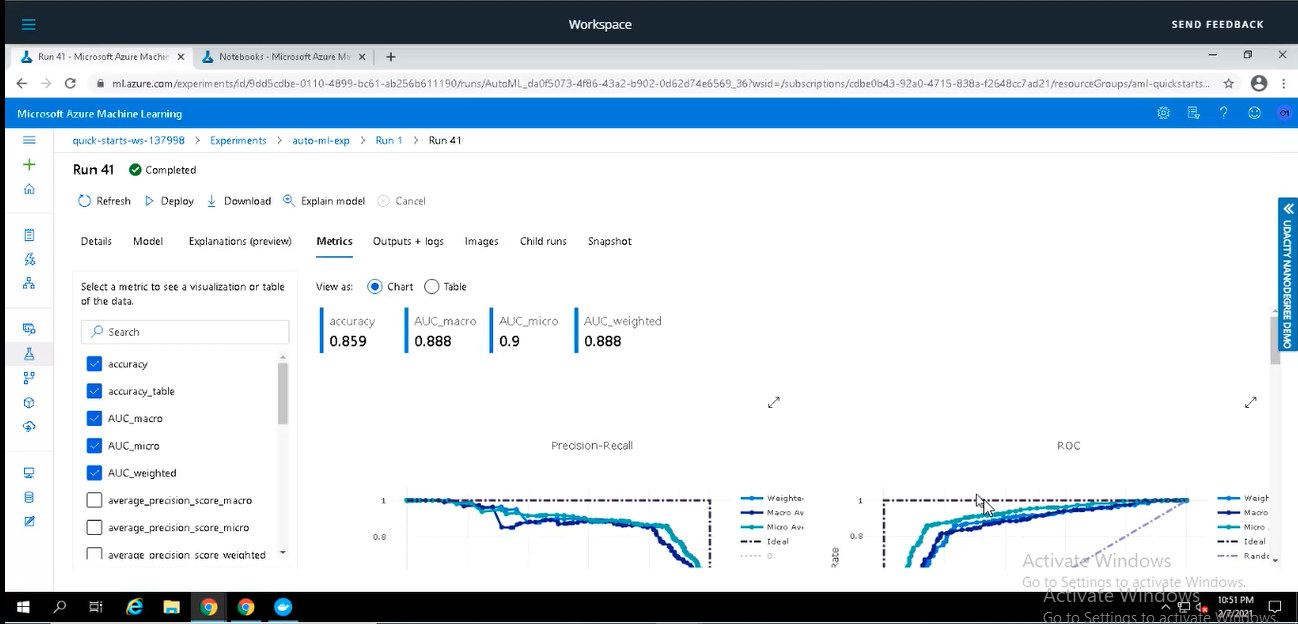 Workspace
SEND FEEDBACK
Run 41 - Microsoft Azure Machin
Notebooks - Microsoft Azure Ma
ml.azure.com/experiments/id/9dd5cdbe-0110-4899-bc61-ab256b611190/runs/AutoML_da0f5073-4f86-43a2-b902-0d62d74e6569_36?wsid=/subscriptions/cdbe0b43-92a0-4715-838a-f2648cc7ad21/resourceGroups/aml-quickstarts...
Microsoft Azure Machine Learning
quick-starts-ws-137998 > Experiments > auto-ml-exp > Run 1 > Run 41
Run 41 Completed
Refresh Deploy Download Explain model Cancel
Details Model Explanations (preview) Metrics Outputs + logs Images Child runs Snapshot
Select a metric to see a visualization or table
of the data.
Search
accuracy
accuracy_table
AUC_macro
AUC_micro
AUC_weighted
average_precision_score_macro
average_precision_score_micro
average_precision_score_weighted
View as: Chart Table
accuracy AUC_macro AUC_micro AUC_weighted
0.859 0.888 0.9 0.888
Precision-Recall
1
0.8
Weighte
Macro Av
Micro Ave
Ideal
0
ROC
1
0.8
Rate
Weigh
Macro
Micro
Ideal
Rando
UDACITY NANODEGREE DEMO
Activate Windows
Go to Settings to activate Windows.
Activate Windows
Go to Settings to activate Windows.
10:51 PM
2/7/2021